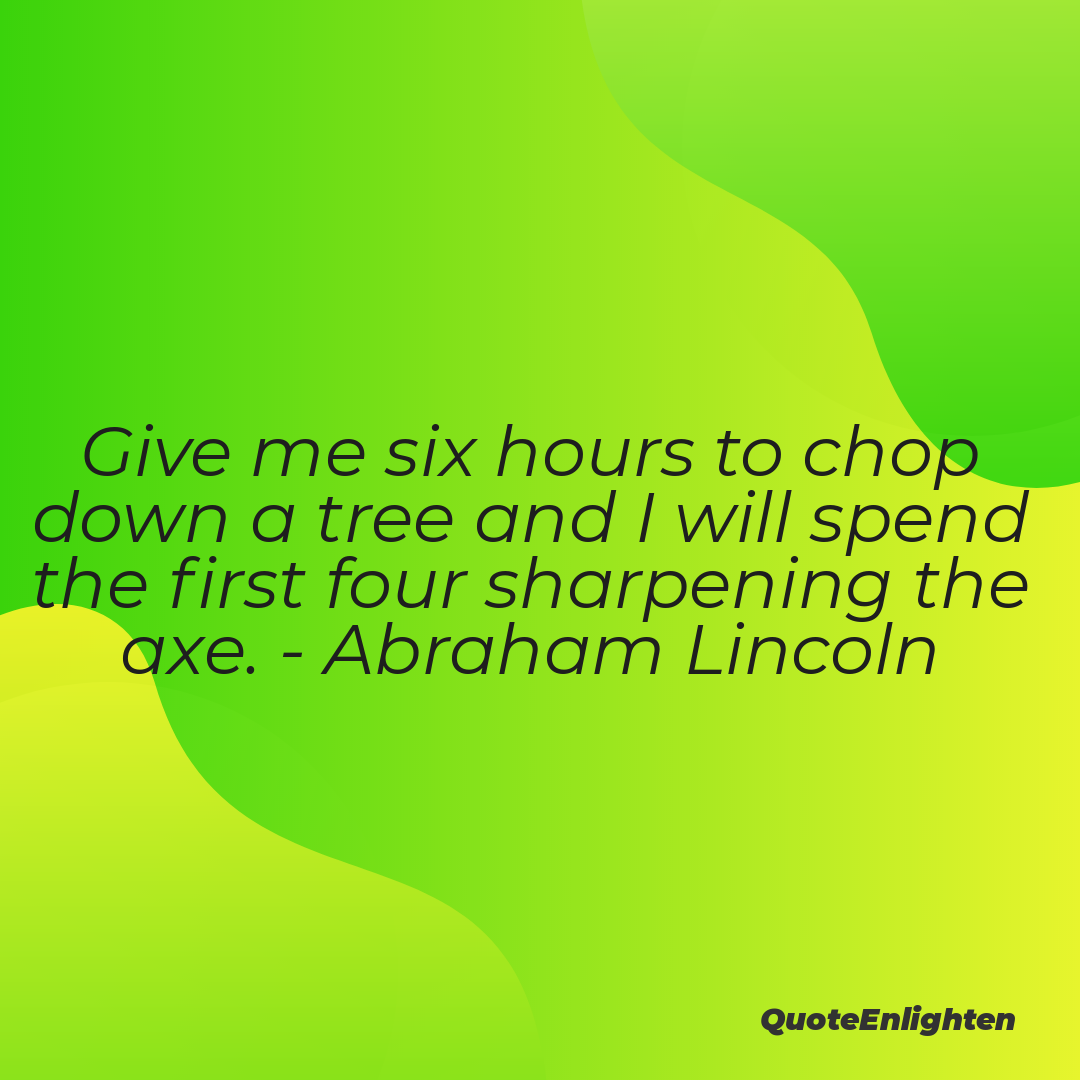 Give me six hours to chop
down a tree and I will spend
the first four sharpening the
axe. - Abraham Lincoln
QuoteEnlighten